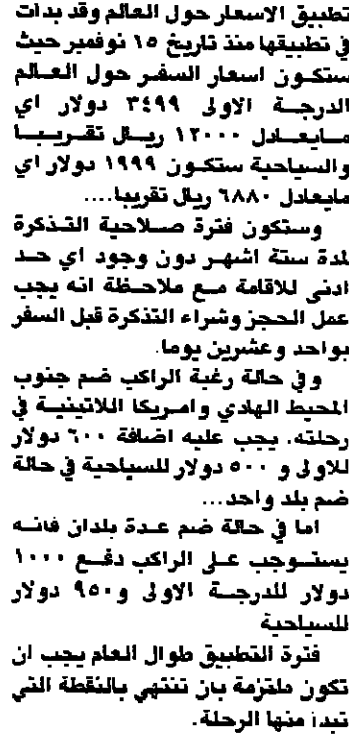 تطبيق الاسعار حول العالم وقد بدأت
في تطبيقها منذ تاريخ ١٥ نوفمبر حيث
ستكون اسعار السفر حول العالم
الدرجة الاولى ٣٤٩٩ دولار اي
مايعادل ١٢٠٠٠ ريال تقريبا
والسياحية ستكون ١٩٩٩ دولار اي
مايعادل ٦٨٨٠ ريال تقريبا....
وستكون فترة صلاحية التذكرة
لمدة ستة اشهر دون وجود اي حد
ادنى للاقامة مع ملاحظة انه يجب
عمل الحجز وشراء التذكرة قبل السفر
بواحد وعشرين يوما.
وفي حالة رغبة الراكب ضم جنوب
المحيط الهادي وامريكا اللاتينية في
رحلته، يجب عليه اضافة ٦٠٠ دولار
للاولى و ٥٠٠ دولار للسياحية في حالة
ضم بلد واحد...
اما في حالة ضم عدة بلدان فانه
يستوجب على الراكب دفع ١٠٠٠
دولار للدرجة الاولى و٩٥٠ دولار
للسياحية
فترة التطبيق طوال العام يجب ان
تكون ملتزمة بان تنتهي بالنقطة التي
تبدأ منها الرحلة.